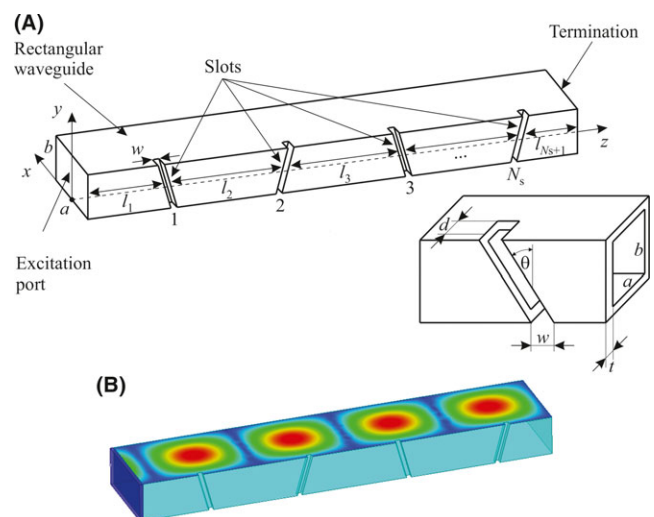 (A)
Rectangular
waveguide
Slots
Termination
y
b
w
x
a
z
l1
l2
l3
...
lNs+1
1
2
3
Ns
Excitation
port
d
θ
b
a
w
t
(B)